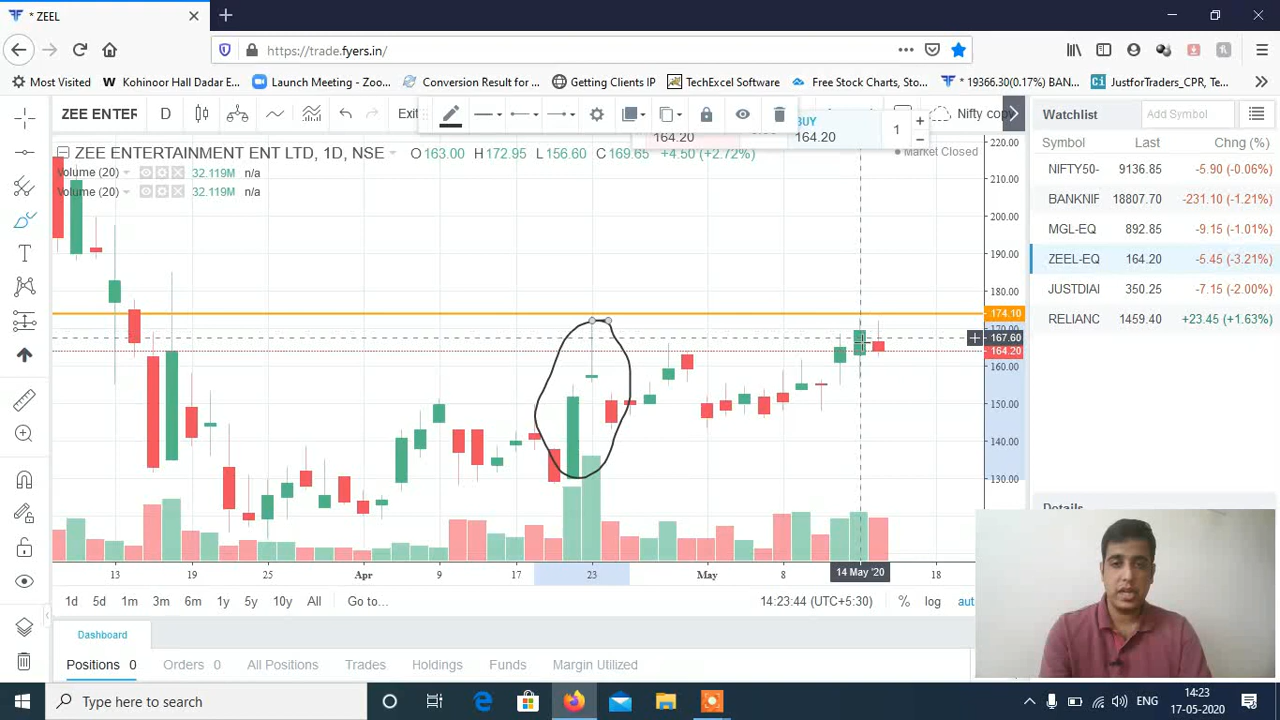 * ZEEL
https://trade.fyers.in/
Most Visited
Kohinoor Hall Dadar E...
Launch Meeting - Zoo...
Conversion Result for ...
Getting Clients IP
TechExcel Software
Free Stock Charts, Sto...
* 19366.30(0.17%) BAN...
JustforTraders_CPR, Te...
ZEE ENTER
D
Exit
BUY
164.20
164.20
1
Nifty cop
Watchlist
Add Symbol
ZEE ENTERTAINMENT ENT LTD, 1D, NSE
O163.00 H172.95 L156.60 C169.65 +4.50 (+2.72%)
Market Closed
Volume (20) 32.119M n/a
Volume (20) 32.119M n/a
Symbol Last Chng (%)
NIFTY50- 9136.85 -5.90 (-0.06%)
BANKNIF 18807.70 -231.10 (-1.21%)
MGL-EQ 892.85 -9.15 (-1.01%)
ZEEL-EQ 164.20 -5.45 (-3.21%)
JUSTDIAI 350.25 -7.15 (-2.00%)
RELIANC 1459.40 +23.45 (+1.63%)
220.00
210.00
200.00
190.00
180.00
174.10
170.00
167.60
164.20
160.00
150.00
140.00
130.00
13 19 25 Apr 9 17 23 May 8 14 May '20 18
1d 5d 1m 3m 6m 1y 5y 10y All Go to...
14:23:44 (UTC+5:30) % log aut
Details
Dashboard
Positions 0 Orders 0 All Positions Trades Holdings Funds Margin Utilized
Type here to search
ENG
14:23
17-05-2020